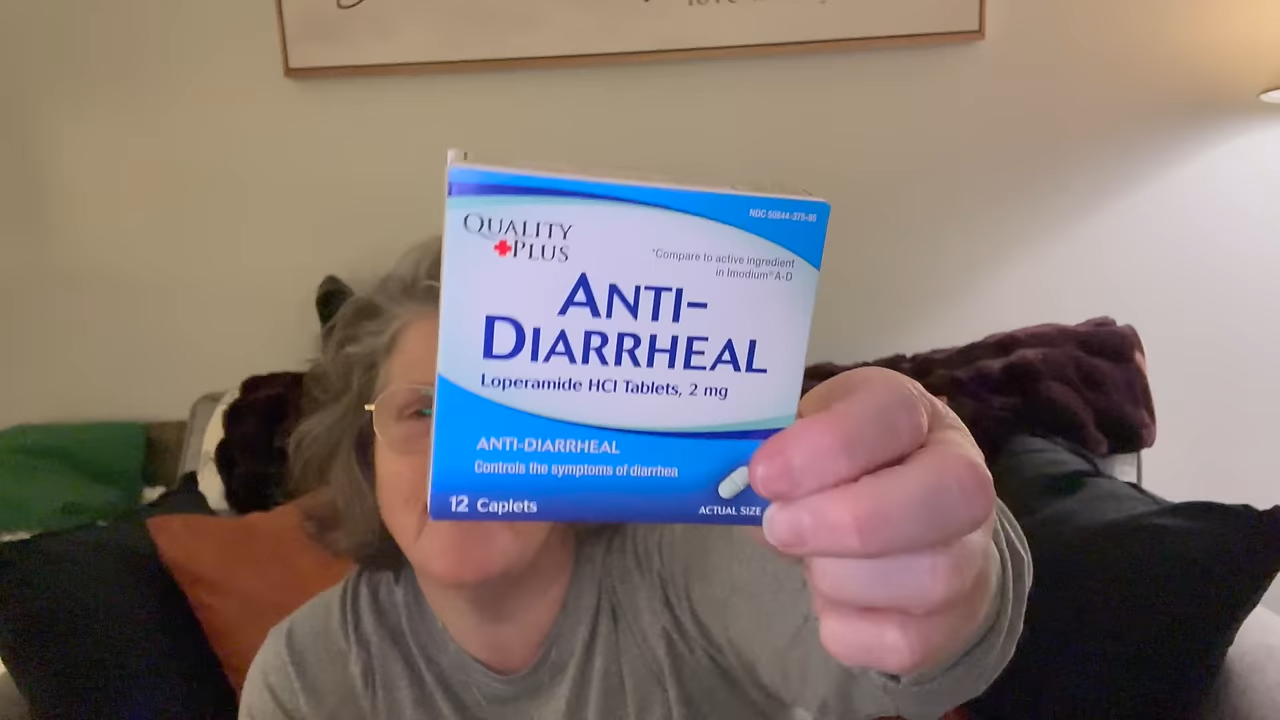 NDC 50844-375-85
QUALITY
PLUS
*Compare to active ingredient
in Imodium® A-D
ANTI-
DIARRHEAL
Loperamide HCl Tablets, 2 mg
ANTI-DIARRHEAL
Controls the symptoms of diarrhea
12 Caplets
ACTUAL SIZE